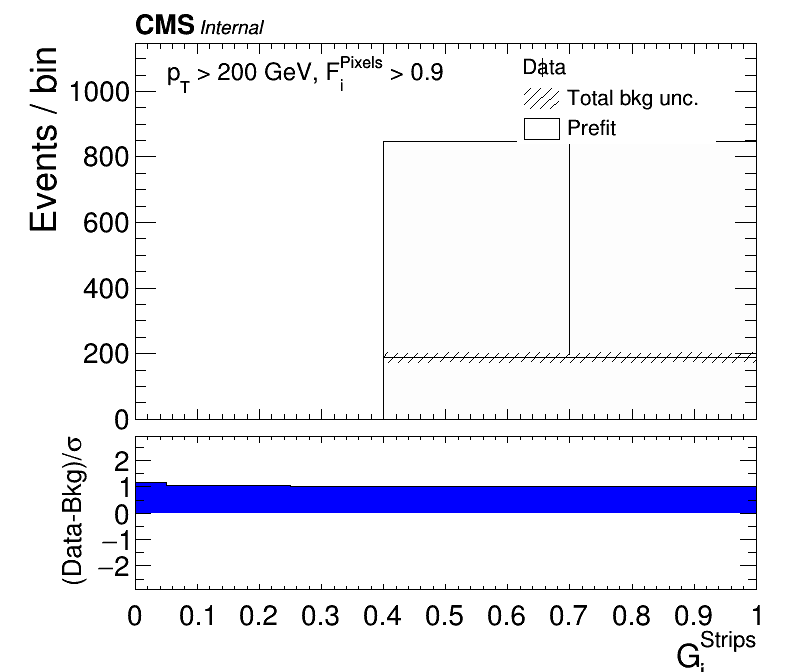 CMS Internal
p_T > 200 GeV, F_i^Pixels > 0.9
Data
Total bkg unc.
Prefit
Events / bin
1000
800
600
400
200
0
(Data-Bkg)/σ
2
1
0
−1
−2
0 0.1 0.2 0.3 0.4 0.5 0.6 0.7 0.8 0.9 1
G_i^Strips